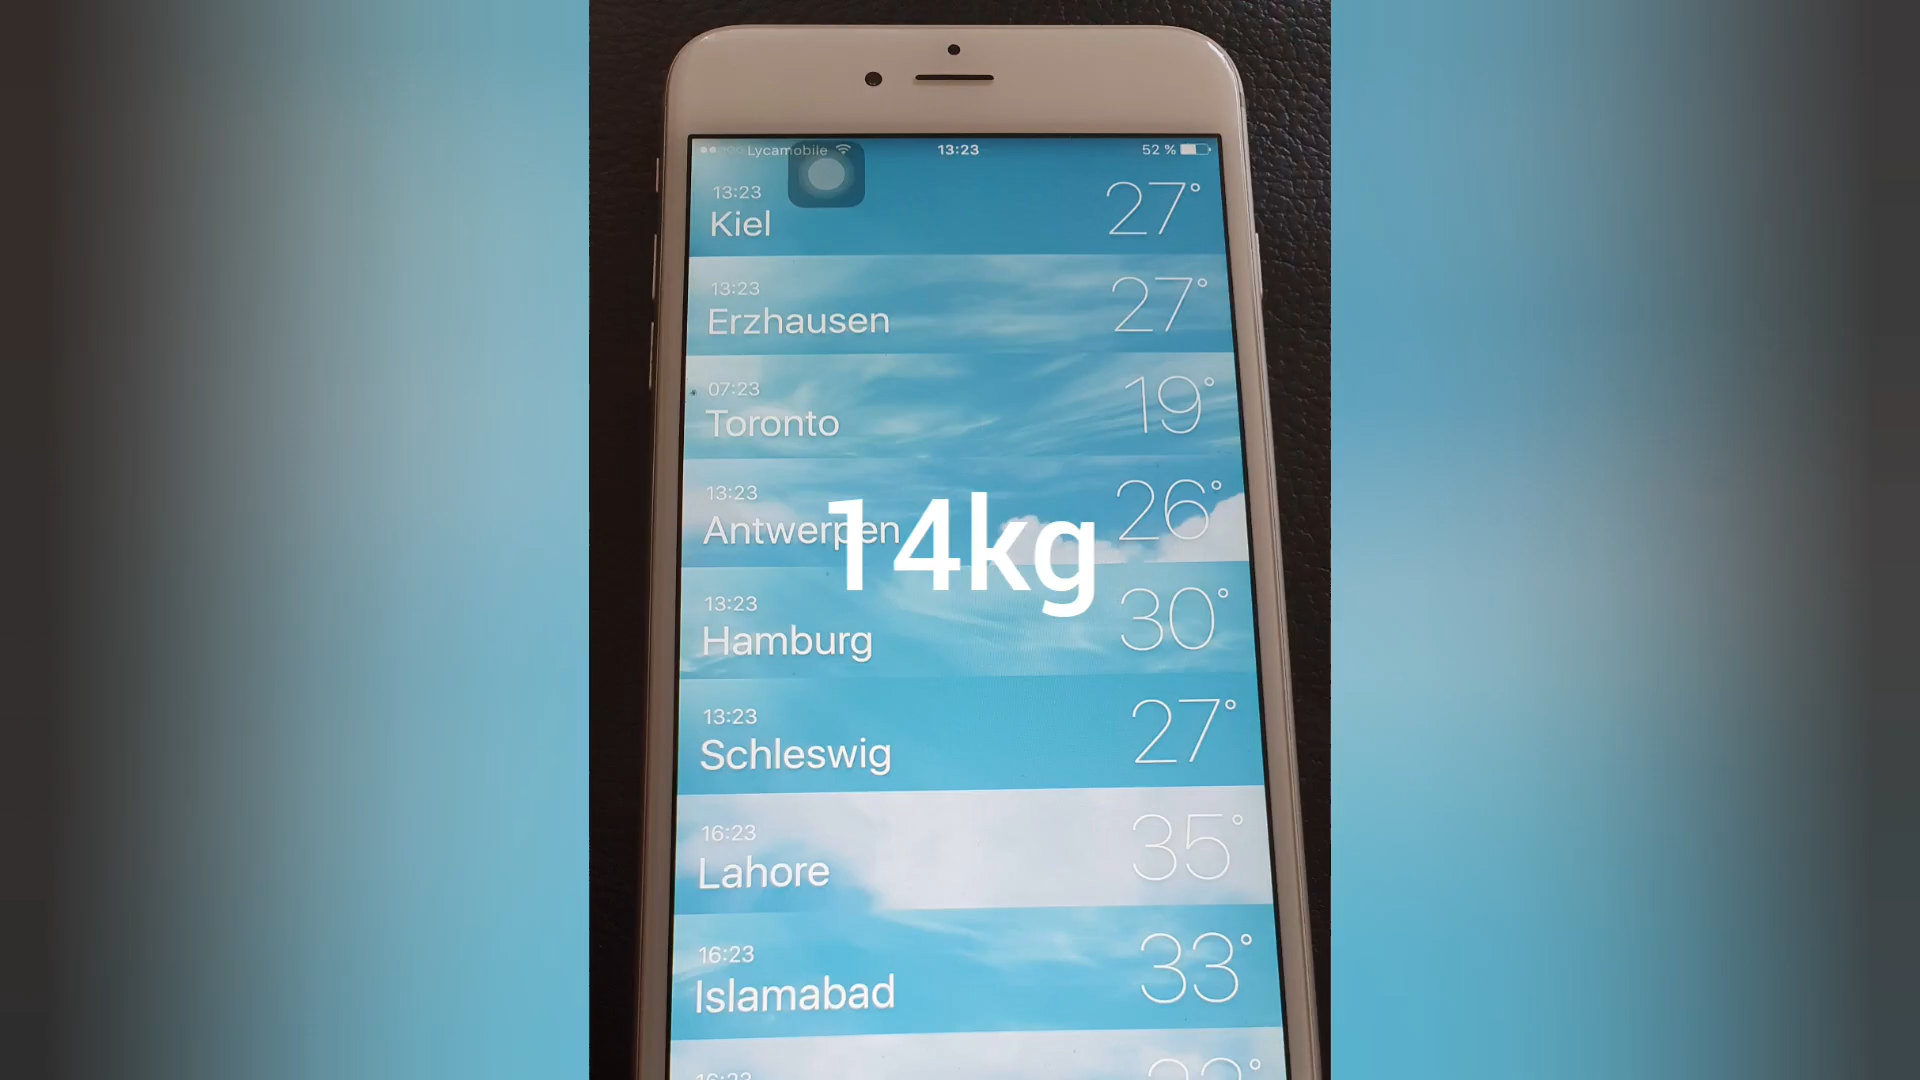 Lycamobile 13:23 52 %
13:23
Kiel 27°
13:23
Erzhausen 27°
07:23
Toronto 19°
13:23
Antwerpen 26°
14kg
13:23
Hamburg 30°
13:23
Schleswig 27°
16:23
Lahore 35°
16:23
Islamabad 33°